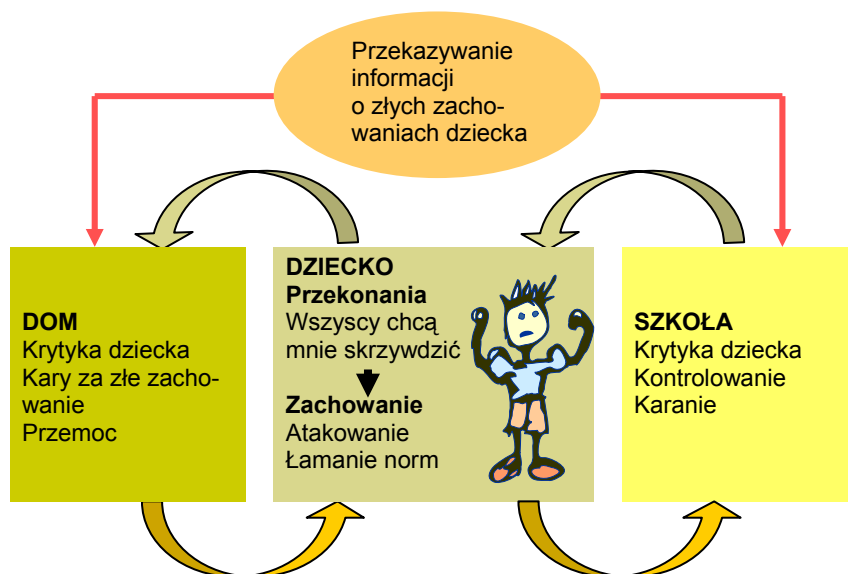 Przekazywanie
informacji
o złych zacho-
waniach dziecka
DOM
Krytyka dziecka
Kary za złe zacho-
wanie
Przemoc
DZIECKO
Przekonania
Wszyscy chcą
mnie skrzywdzić
Zachowanie
Atakowanie
Łamanie norm
SZKOŁA
Krytyka dziecka
Kontrolowanie
Karanie